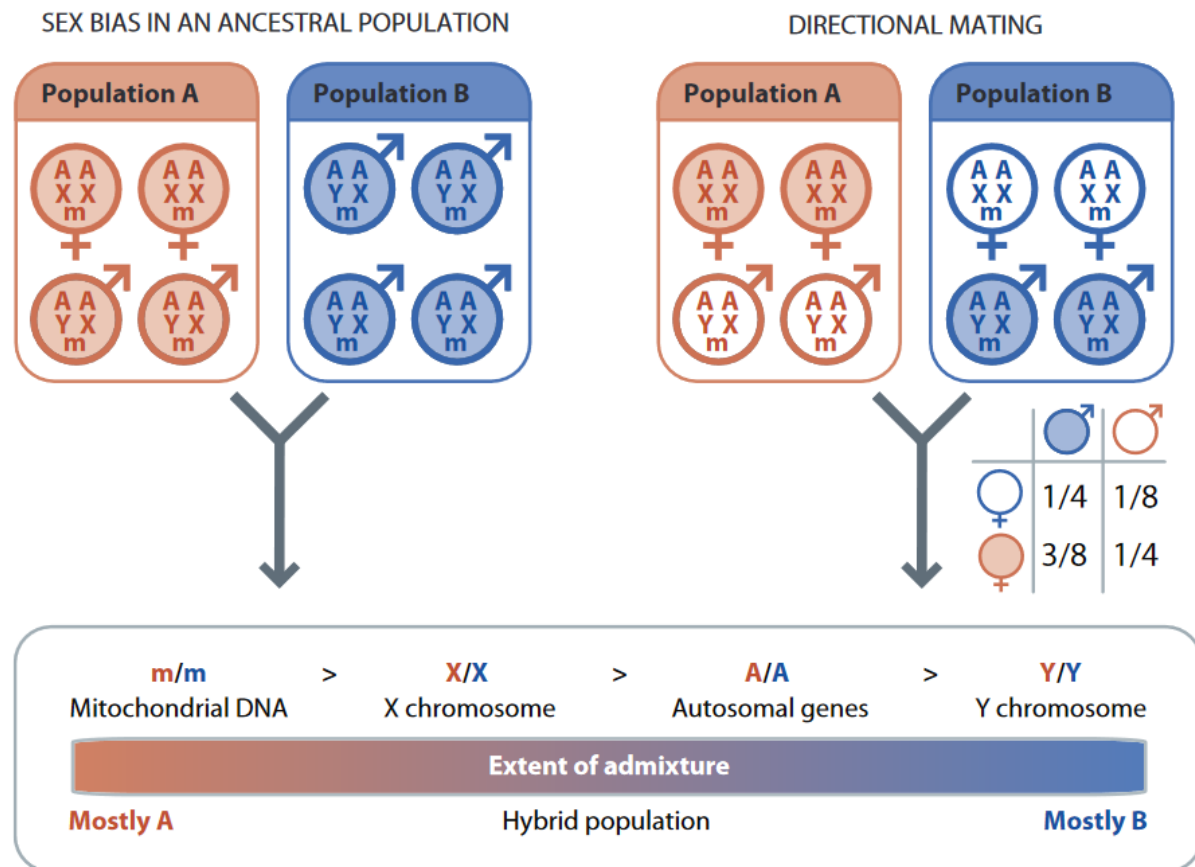 SEX BIAS IN AN ANCESTRAL POPULATION
DIRECTIONAL MATING
Population A
Population B
Population A
Population B
A A A A
X X X X
m m
A A A A
Y X Y X
m m
A A A A
Y X Y X
m m
A A A A
Y X Y X
m m
A A A A
X X X X
m m
A A A A
Y X Y X
m m
A A A A
X X X X
m m
A A A A
Y X Y X
m m
1/4 1/8
3/8 1/4
m/m > X/X > A/A > Y/Y
Mitochondrial DNA X chromosome Autosomal genes Y chromosome
Extent of admixture
Mostly A Hybrid population Mostly B